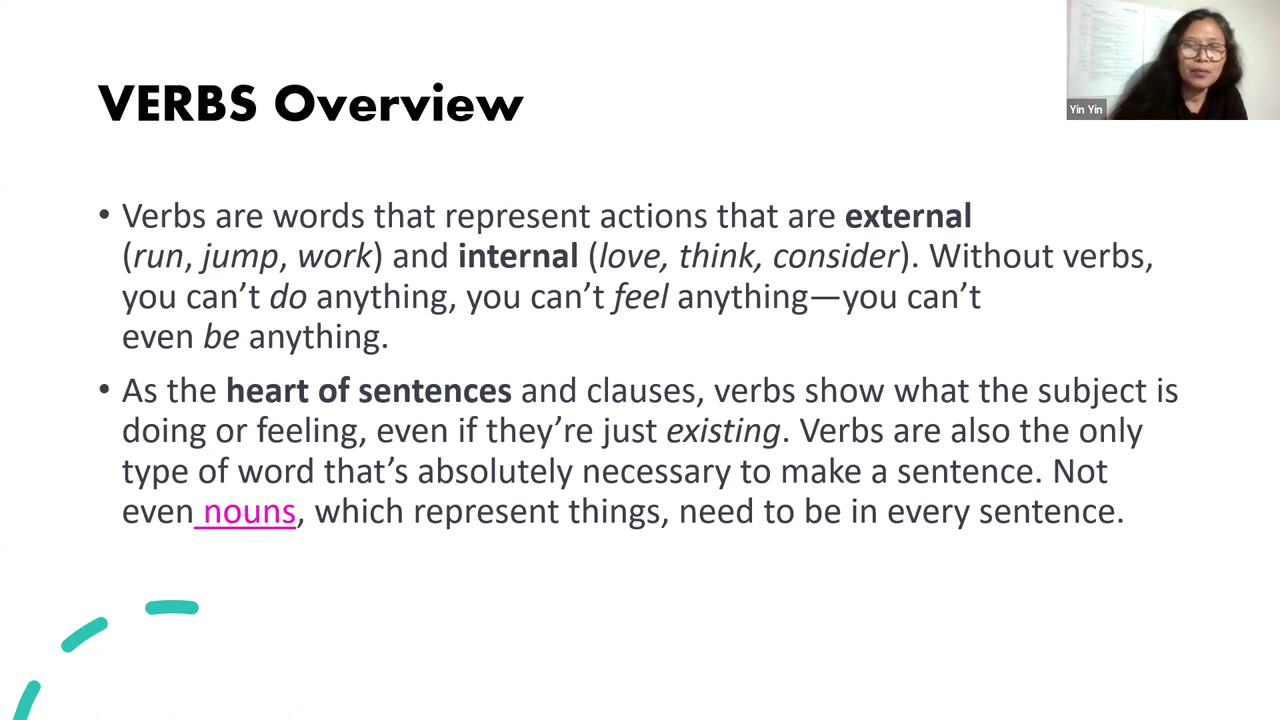 VERBS Overview
Yin Yin
• Verbs are words that represent actions that are external
(run, jump, work) and internal (love, think, consider). Without verbs,
you can’t do anything, you can’t feel anything—you can’t
even be anything.
• As the heart of sentences and clauses, verbs show what the subject is
doing or feeling, even if they’re just existing. Verbs are also the only
type of word that’s absolutely necessary to make a sentence. Not
even nouns, which represent things, need to be in every sentence.